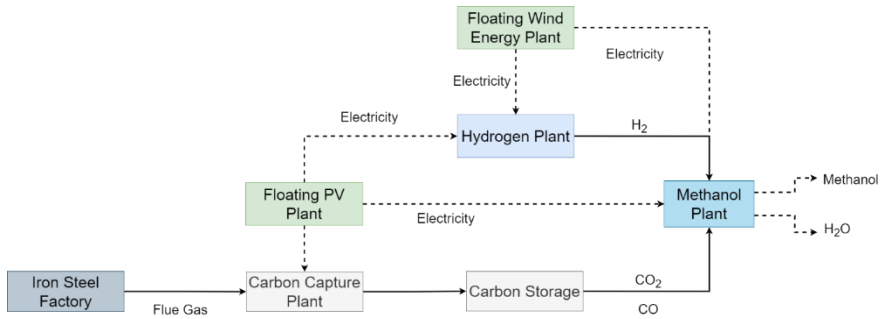 Floating Wind
Energy Plant
Electricity
Electricity
Electricity
Hydrogen Plant
H₂
Floating PV
Plant
Electricity
Methanol
Plant
Methanol
H₂O
Iron Steel
Factory
Flue Gas
Carbon Capture
Plant
Carbon Storage
CO₂
CO